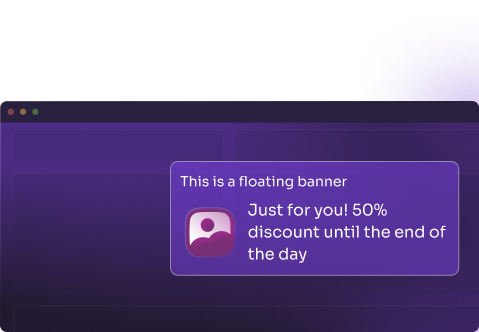 This is a floating banner
Just for you! 50%
discount until the end of
the day